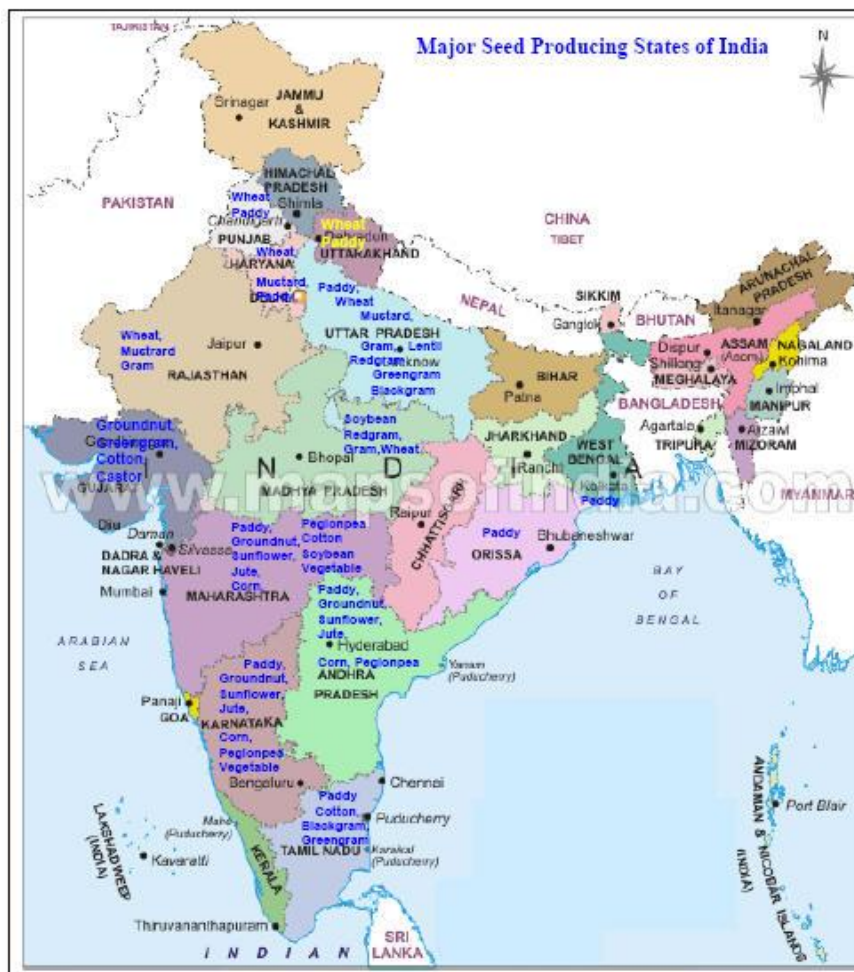 TAJIKISTAN
Major Seed Producing States of India
N
Srinagar
JAMMU
&
KASHMIR
HIMACHAL
PRADESH
Shimla
PAKISTAN
Wheat
Paddy
Chandigarh
PUNJAB
Wheat
Paddy
Dehradun
UTTARAKHAND
CHINA
TIBET
Wheat,
HARYANA
Mustard,
Paddy
DELHI
Paddy,
Wheat
Mustard,
UTTAR PRADESH
Gram,
Lentil
Redgram
Greengram
Blackgram
NEPAL
SIKKIM
Gangtok
BHUTAN
ARUNACHAL
PRADESH
Itanagar
ASSAM
(Asom)
NAGALAND
Kohima
Dispur
Shillong
MEGHALAYA
Imphal
MANIPUR
BANGLADESH
Agartala
TRIPURA
Aizawl
MIZORAM
MYANMAR
Wheat,
Mustrard
Gram
Jaipur
RAJASTHAN
BIHAR
Patna
Groundnut,
Greengram,
Cotton,
Castor
GUJARAT
Soybean
Redgram,
Gram,Wheat,
Bhopal
MADHYA PRADESH
JHARKHAND
Ranchi
WEST
BENGAL
Kolkata
Paddy
I N D I A
www.mapsofindia.com
Diu
Daman
Silvassa
DADRA &
NAGAR HAVELI
Mumbai
Paddy,
Groundnut,
Sunflower,
Jute,
Corn,
Pegionpea
Cotton
Soybean
Vegetable
MAHARASHTRA
Raipur
CHHATTISGARH
Paddy
Bhubaneshwar
ORISSA
BAY
OF
BENGAL
ARABIAN
SEA
Paddy,
Groundnut,
Sunflower,
Jute,
Hyderabad
Corn, Pegionpea
ANDHRA
PRADESH
Yanam
(Puducherry)
Panaji
GOA
Paddy,
Groundnut,
Sunflower,
Jute,
KARNATAKA
Corn,
Pegionpea
Vegetable
Bengaluru
Chennai
Paddy
Cotton,
Blackgram,
Greengram
Puducherry
TAMIL NADU
Karaikal
(Puducherry)
Mahe
(Puducherry)
KERALA
LAKSHADWEEP
(INDIA)
Kavaratti
Thiruvananthapuram
ANDAMAN & NICOBAR ISLANDS
(INDIA)
Port Blair
SRI
LANKA
INDIAN